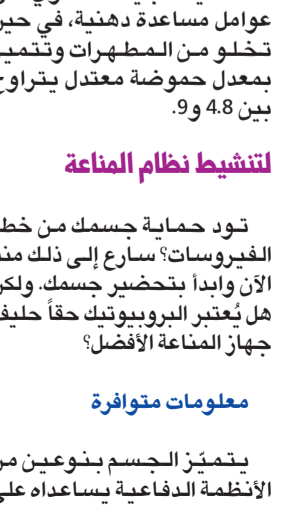 عوامل مساعدة دهنية، في حين
تخلو من المطهرات وتتميز
بمعدل حموضة معتدل يتراوح
بين 4.8 و9.
لتنشيط نظام المناعة
تود حماية جسمك من خطر
الفيروسات؟ سارع إلى ذلك منذ
الآن وابدأ بتحضير جسمك. ولكن
هل يُعتبر البروبيوتيك حقاً حليف
جهاز المناعة الأفضل؟
معلومات متوافرة
يتميّز الجسم بنوعين من
الأنظمة الدفاعية يساعداه على